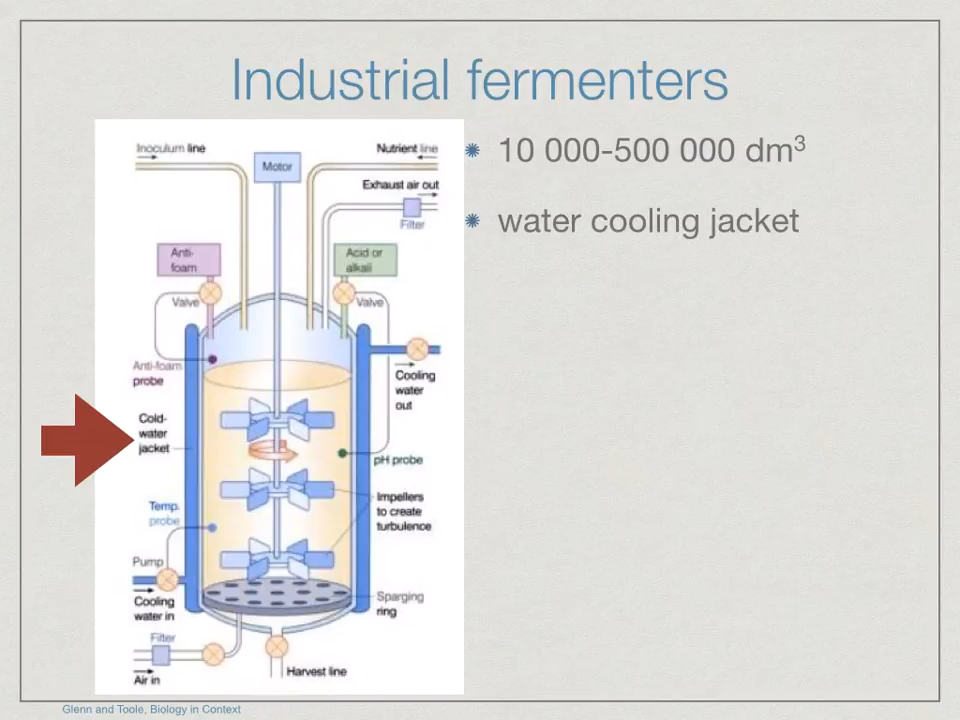 Industrial fermenters
Inoculum line
Motor
Nutrient line
Exhaust air out
Filter
Anti-
foam
Acid or
alkali
Valve
Valve
Anti-foam
probe
Cooling
water
out
Cold-
water
jacket
pH probe
Temp.
probe
Impellers
to create
turbulence
Pump
Cooling
water in
Sparging
ring
Filter
Air in
Harvest line
10 000-500 000 dm³
water cooling jacket
Glenn and Toole, Biology in Context